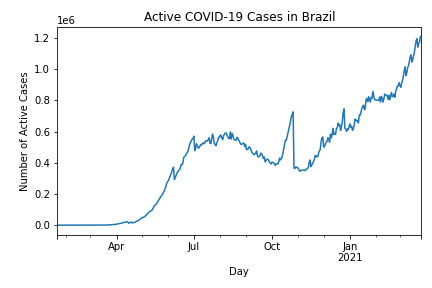 Active COVID-19 Cases in Brazil
1e6
1.2
1.0
0.8
0.6
0.4
0.2
0.0
Number of Active Cases
Apr Jul Oct Jan
2021
Day